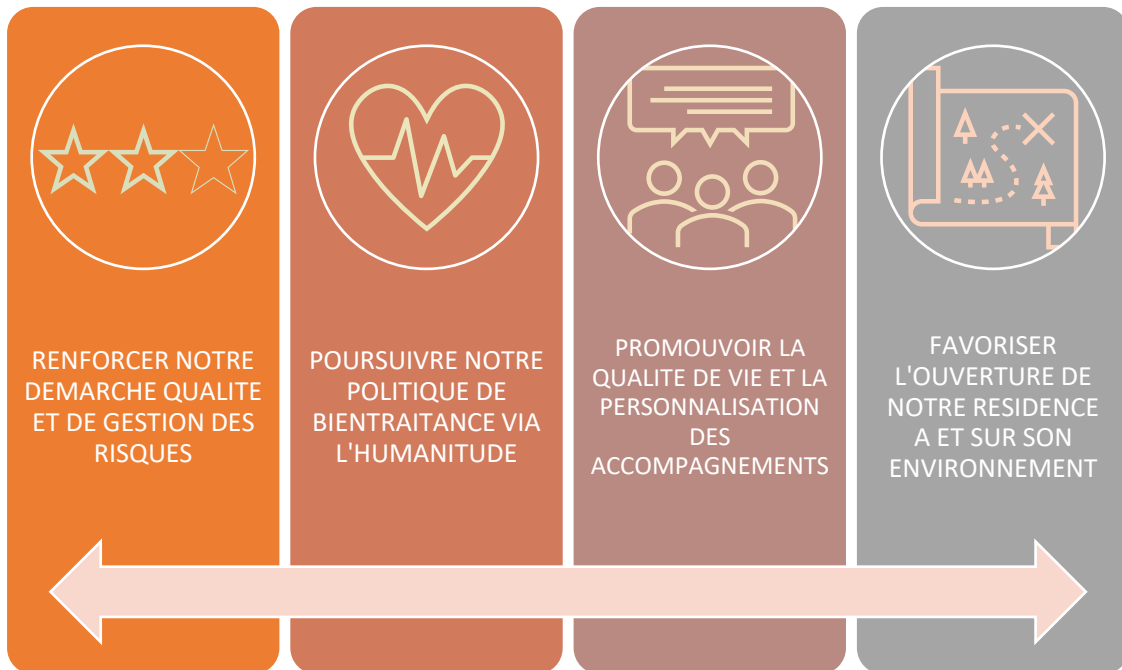 RENFORCER NOTRE
DEMARCHE QUALITE
ET DE GESTION DES
RISQUES
POURSUIVRE NOTRE
POLITIQUE DE
BIENTRAITANCE VIA
L'HUMANITUDE
PROMOUVOIR LA
QUALITE DE VIE ET LA
PERSONNALISATION
DES
ACCOMPAGNEMENTS
FAVORISER
L'OUVERTURE DE
NOTRE RESIDENCE
A ET SUR SON
ENVIRONNEMENT